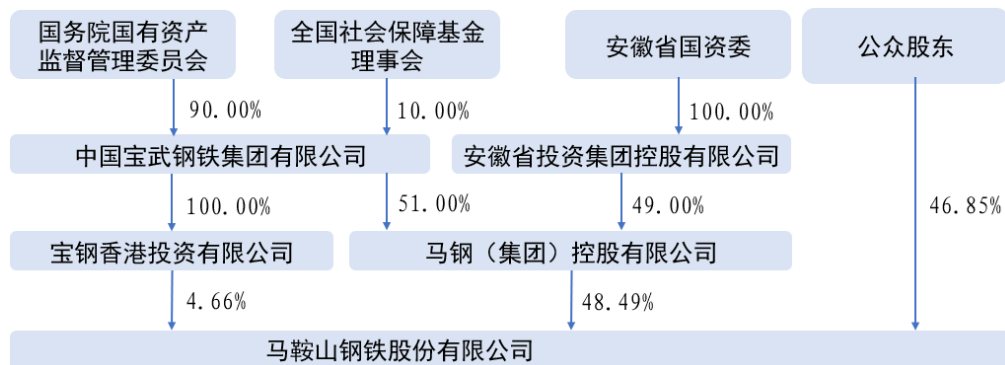 国务院国有资产
监督管理委员会
全国社会保障基金
理事会
安徽省国资委
公众股东
90.00%
10.00%
100.00%
中国宝武钢铁集团有限公司
安徽省投资集团控股有限公司
100.00%
51.00%
49.00%
46.85%
宝钢香港投资有限公司
马钢（集团）控股有限公司
4.66%
48.49%
马鞍山钢铁股份有限公司